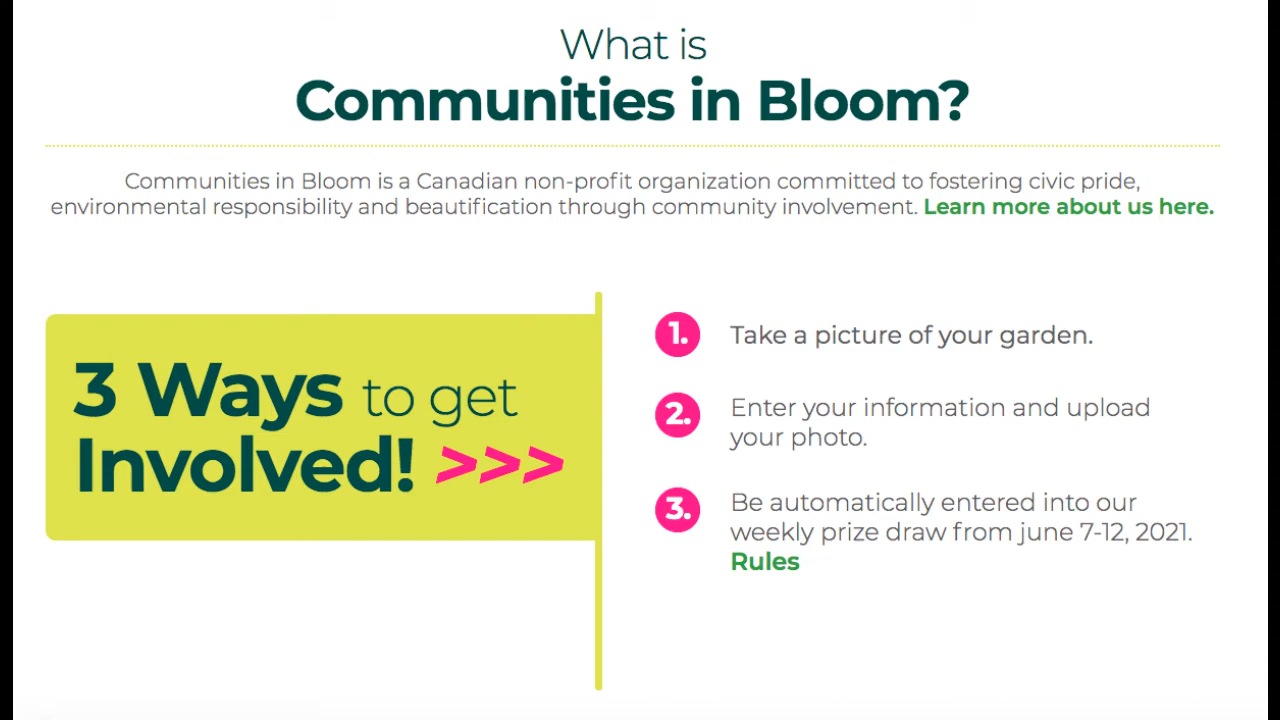 What is
Communities in Bloom?
Communities in Bloom is a Canadian non-profit organization committed to fostering civic pride,
environmental responsibility and beautification through community involvement. Learn more about us here.
3 Ways to get
Involved! >>>
1. Take a picture of your garden.
2. Enter your information and upload
your photo.
3. Be automatically entered into our
weekly prize draw from june 7-12, 2021.
Rules